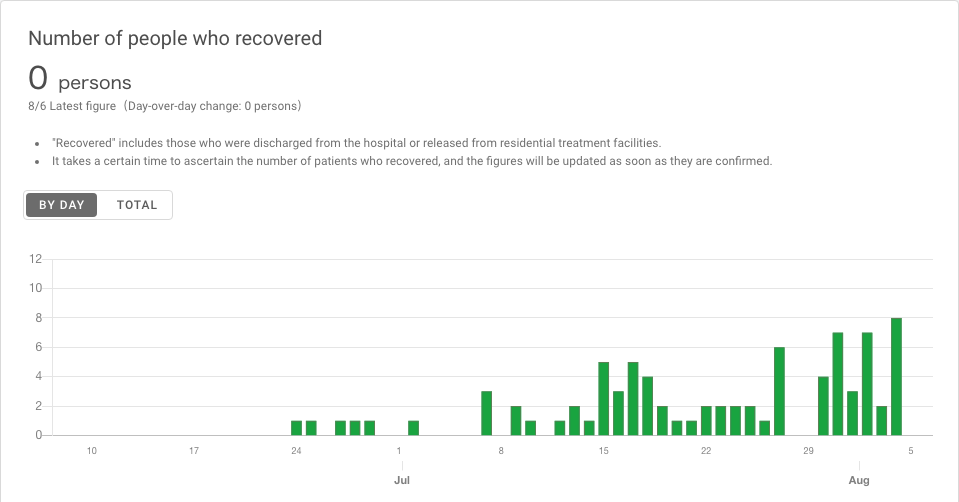 Number of people who recovered
0 persons
8/6 Latest figure (Day-over-day change: 0 persons)
• "Recovered" includes those who were discharged from the hospital or released from residential treatment facilities.
• It takes a certain time to ascertain the number of patients who recovered, and the figures will be updated as soon as they are confirmed.
BY DAY TOTAL
12
10
8
6
4
2
0
10 17 24 1 8 15 22 29 5
Jul Aug